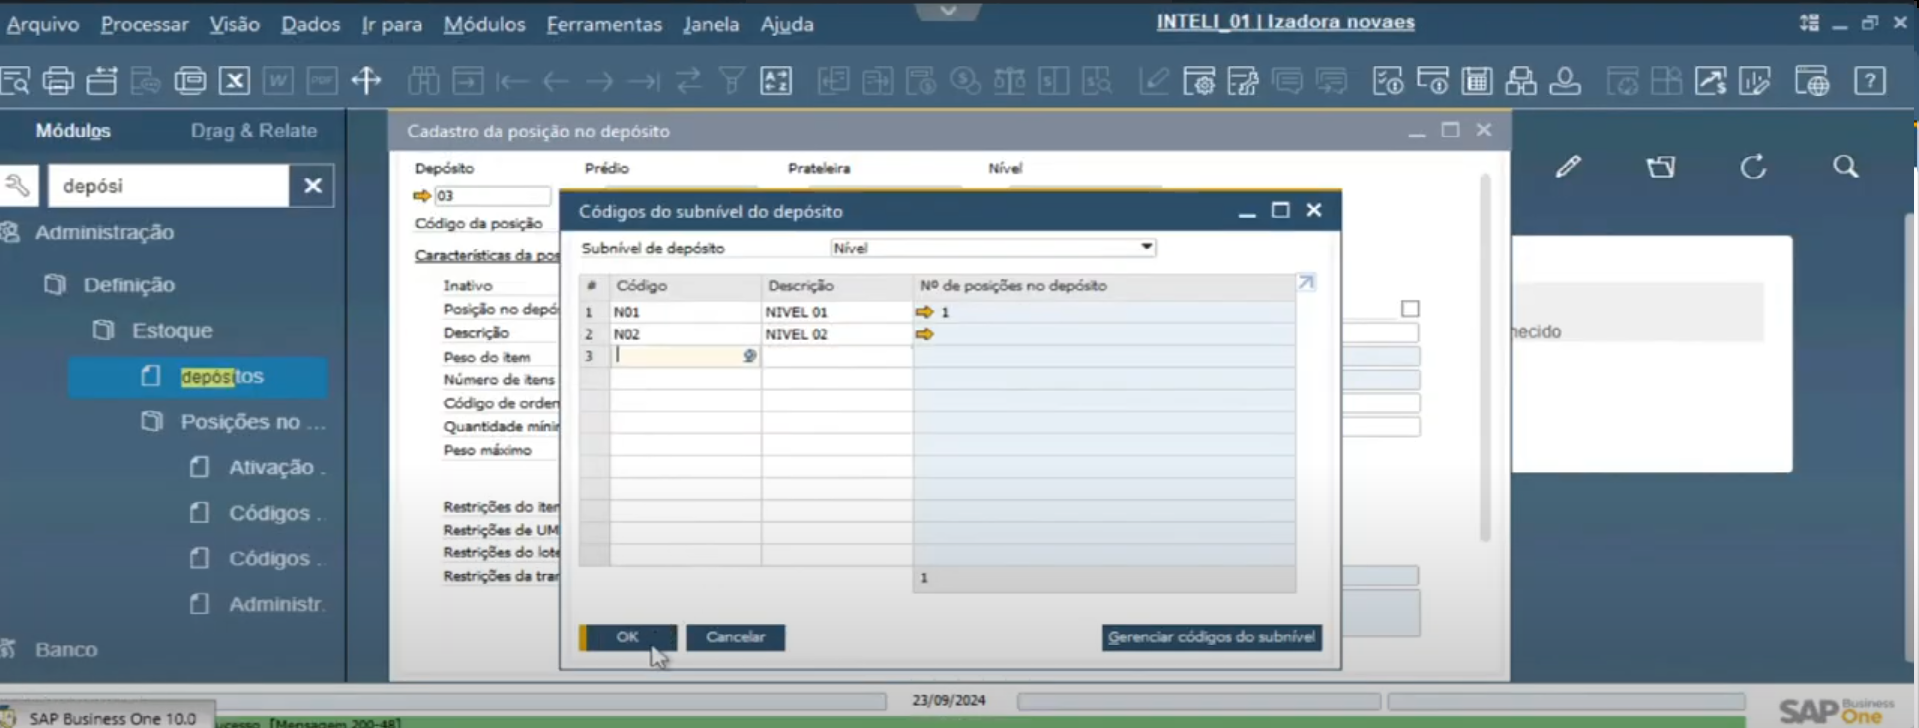 Arquivo Processar Visão Dados Ir para Módulos Ferramentas Janela Ajuda
INTELI_01 | Izadora novaes
Módulos Drag & Relate
depósi
Administração
Definição
Estoque
depósitos
Posições no ...
Ativação .
Códigos ..
Códigos ..
Administr.
Banco
Cadastro da posição no depósito
Depósito Prédio Prateleira Nível
03
Código da posição
Características da pos
Inativo
Posição no depó
Descrição
Peso do item
Número de itens
Código de orden
Quantidade mínin
Peso máximo
Restrições do iter
Restrições de UM
Restrições do lote
Restrições da tran
Códigos do subnível do depósito
Subnível de depósito Nível
# Código Descrição Nº de posições no depósito
1 N01 NIVEL 01 1
2 N02 NIVEL 02
3
1
OK Cancelar Gerenciar códigos do subnível
hecido
23/09/2024
SAP Business One
SAP Business One 10.0
ucesso [Mensagem 200-48]